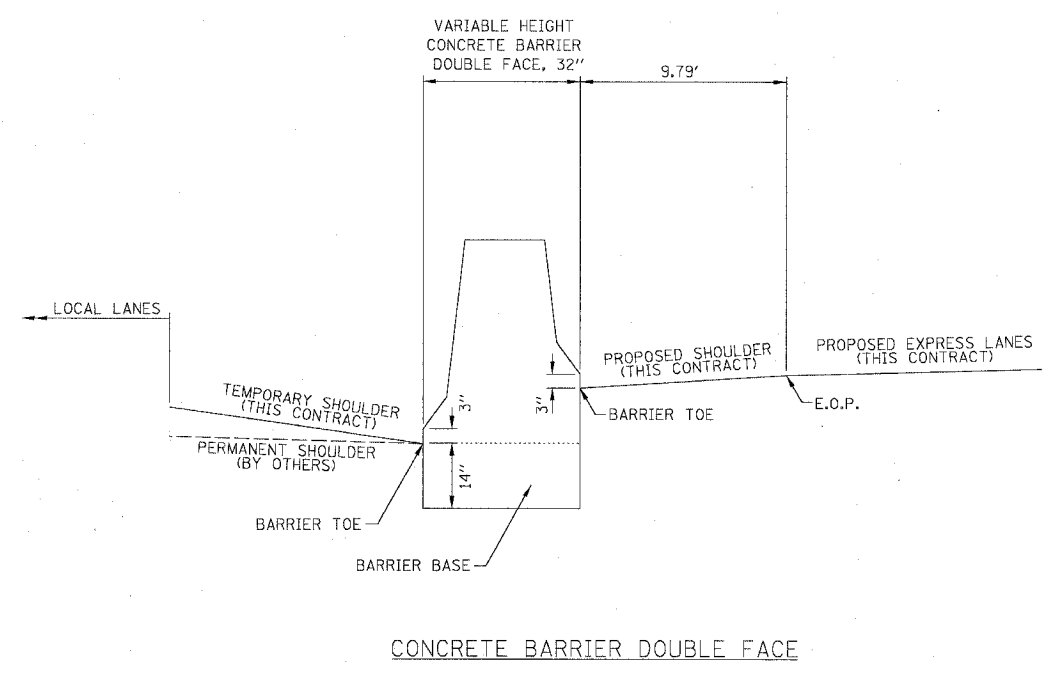 VARIABLE HEIGHT
CONCRETE BARRIER
DOUBLE FACE, 32"
9.79'
LOCAL LANES
PROPOSED SHOULDER
(THIS CONTRACT)
PROPOSED EXPRESS LANES
(THIS CONTRACT)
TEMPORARY SHOULDER
(THIS CONTRACT)
3"
3"
BARRIER TOE
E.O.P.
PERMANENT SHOULDER
(BY OTHERS)
14"
BARRIER TOE
BARRIER BASE
CONCRETE BARRIER DOUBLE FACE